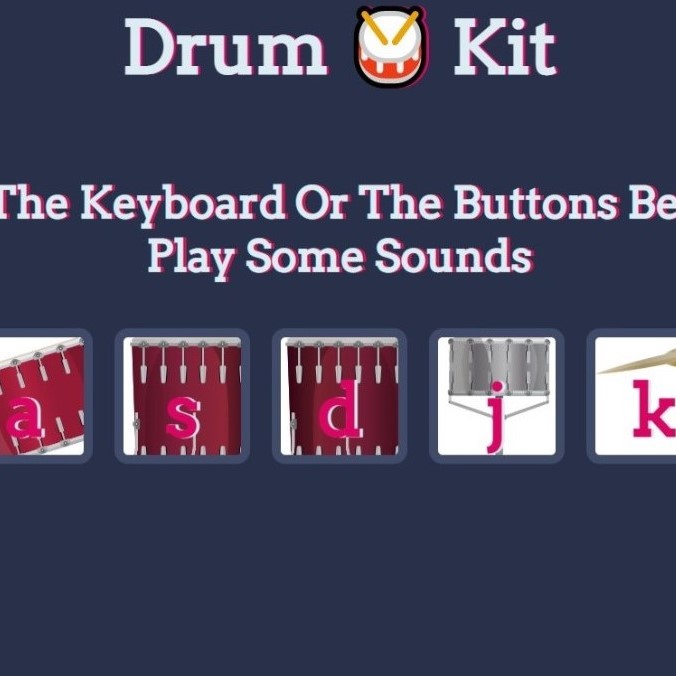 Drum 🥁 Kit
The Keyboard Or The Buttons Be
Play Some Sounds
a s d j k